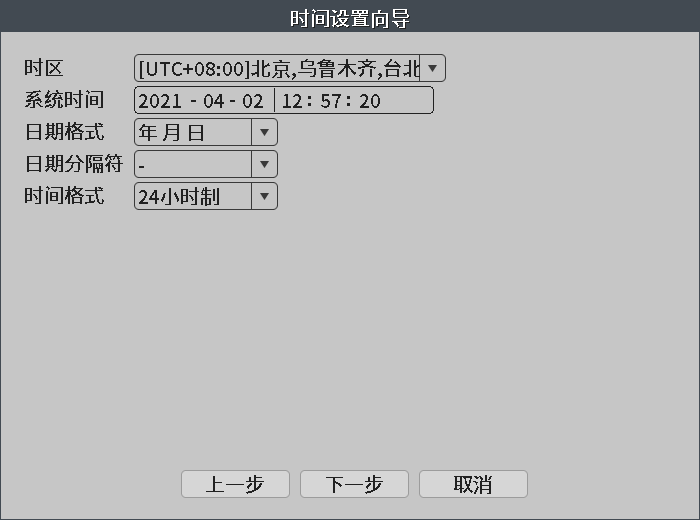 时间设置向导
时区 [UTC+08:00]北京,乌鲁木齐,台北
系统时间 2021 - 04 - 02 12: 57: 20
日期格式 年 月 日
日期分隔符 -
时间格式 24小时制
上一步 下一步 取消